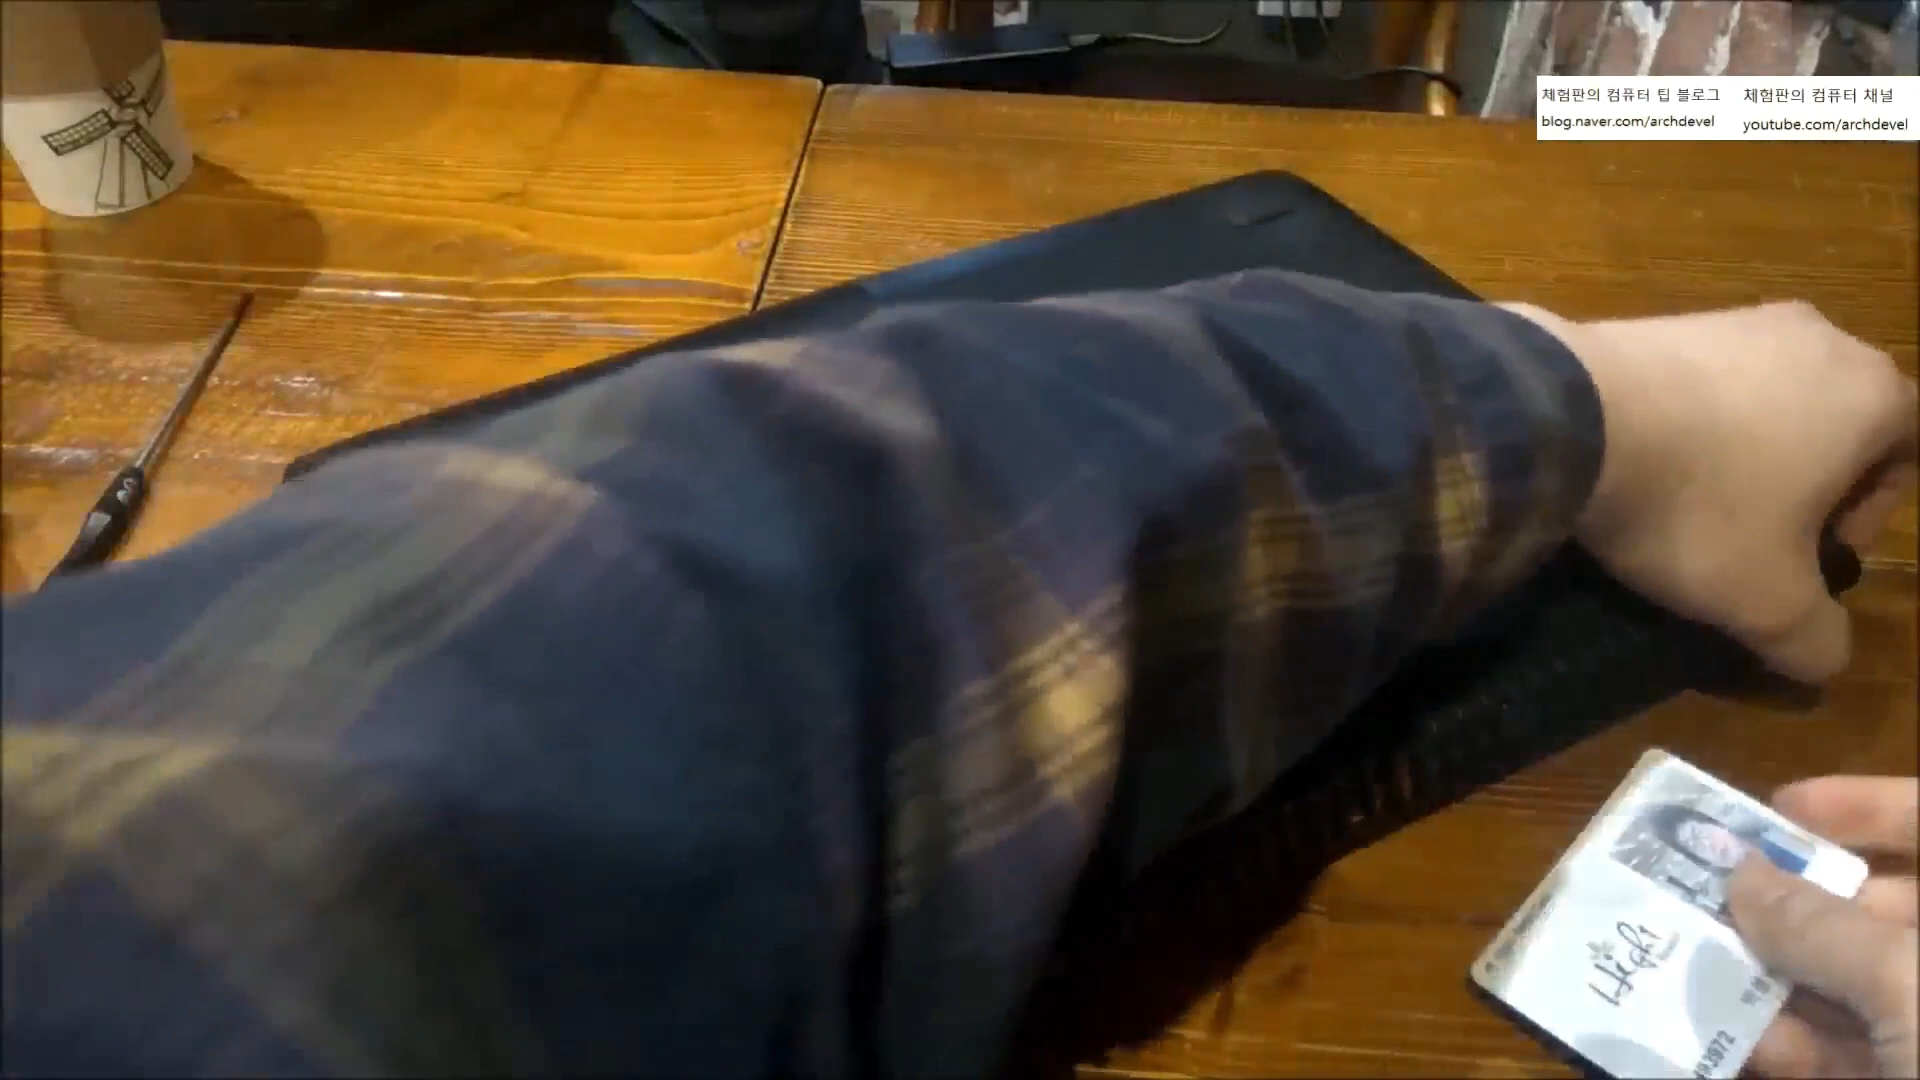 체험판의 컴퓨터 팁 블로그
blog.naver.com/archdevel
체험판의 컴퓨터 채널
youtube.com/archdevel
Light